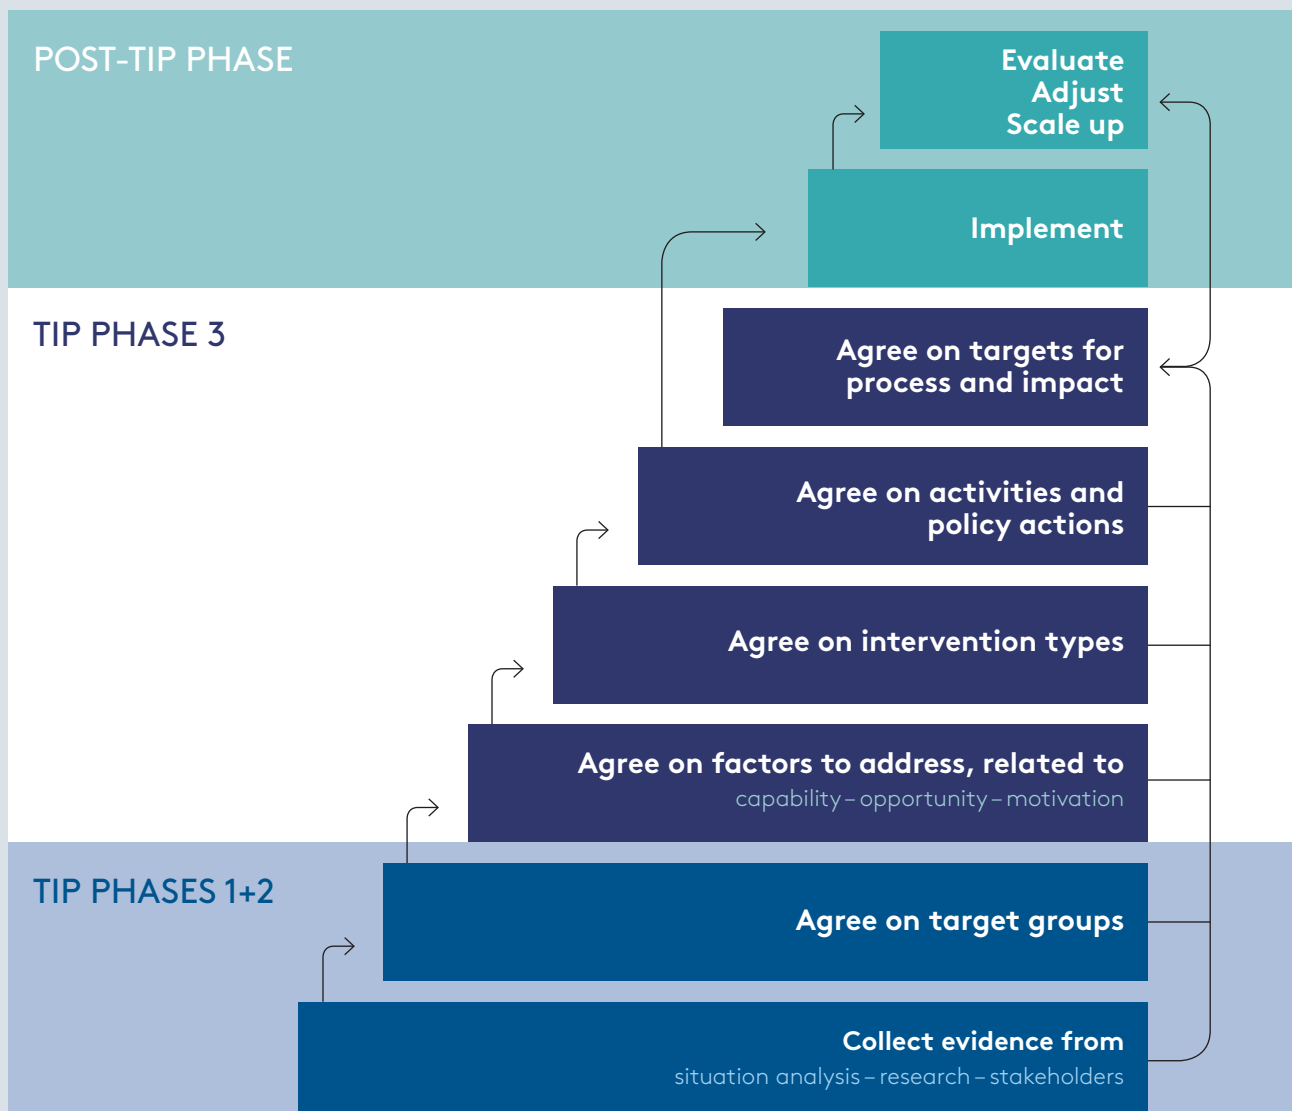 POST-TIP PHASE
Evaluate
Adjust
Scale up
Implement
TIP PHASE 3
Agree on targets for
process and impact
Agree on activities and
policy actions
Agree on intervention types
Agree on factors to address, related to
capability – opportunity – motivation
TIP PHASES 1+2
Agree on target groups
Collect evidence from
situation analysis – research – stakeholders